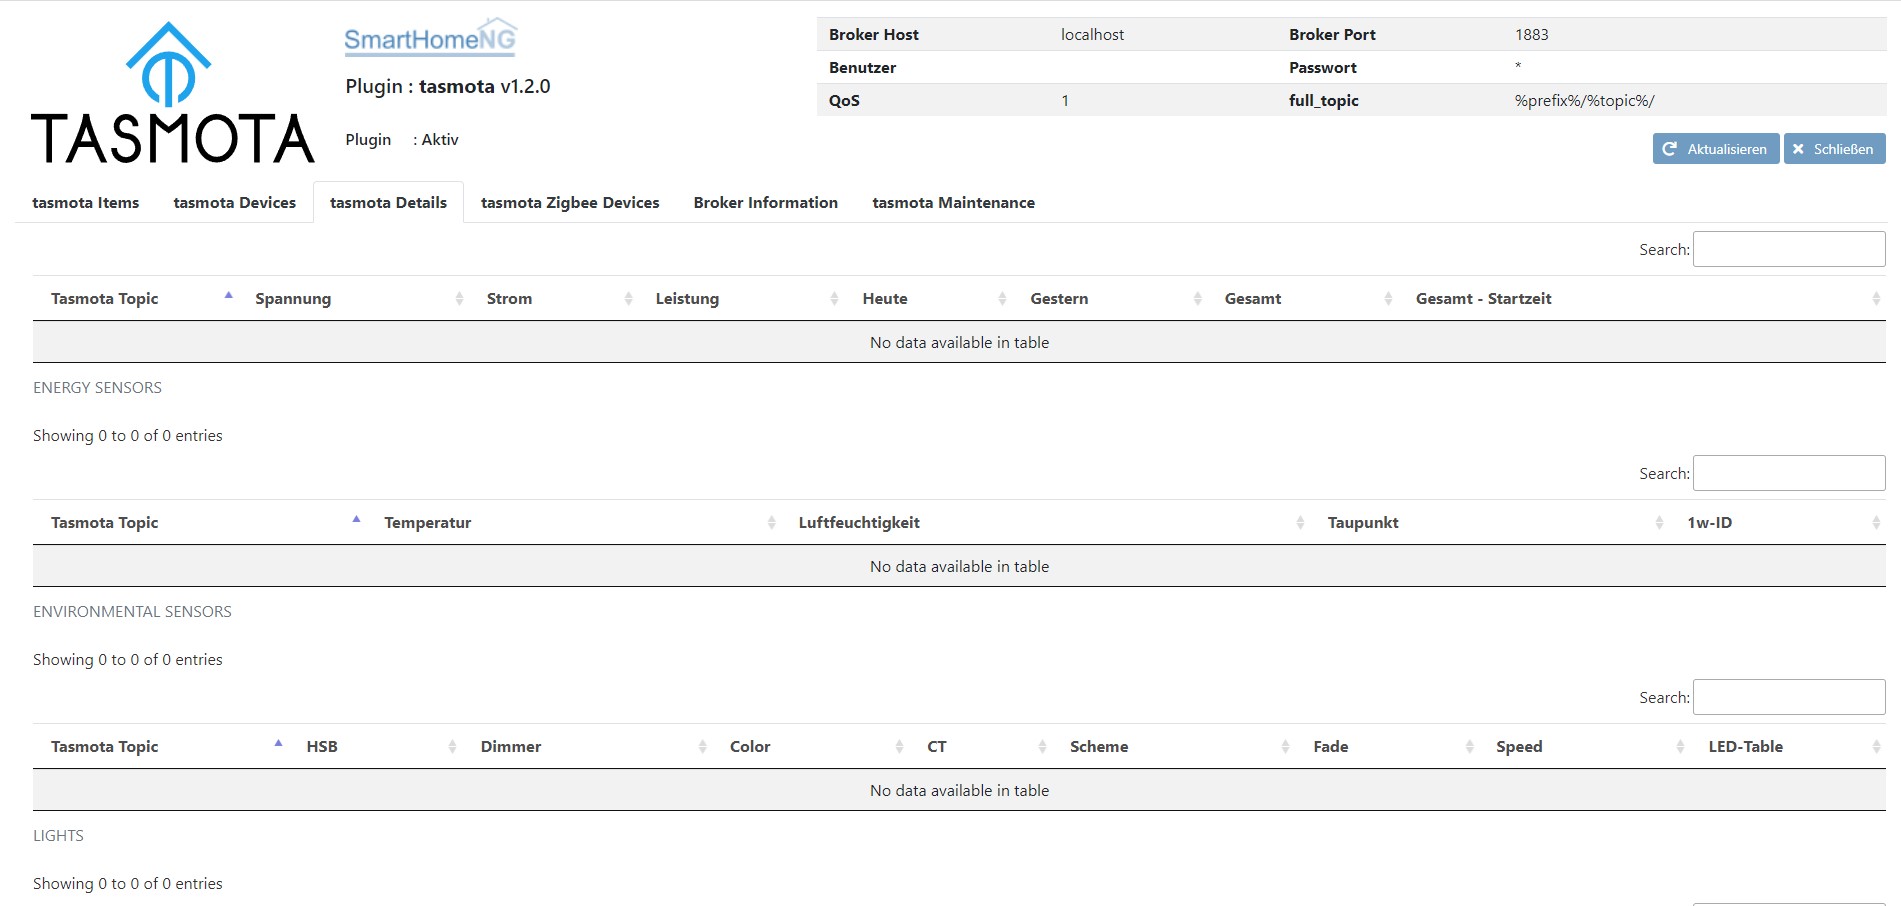 TASMOTA
SmartHomeNG
Plugin : tasmota v1.2.0
Plugin : Aktiv
Broker Host localhost Broker Port 1883
Benutzer Passwort *
QoS 1 full_topic %prefix%/%topic%/
Aktualisieren Schließen
tasmota Items tasmota Devices tasmota Details tasmota Zigbee Devices Broker Information tasmota Maintenance
Search:
Tasmota Topic Spannung Strom Leistung Heute Gestern Gesamt Gesamt - Startzeit
No data available in table
ENERGY SENSORS
Showing 0 to 0 of 0 entries
Search:
Tasmota Topic Temperatur Luftfeuchtigkeit Taupunkt 1w-ID
No data available in table
ENVIRONMENTAL SENSORS
Showing 0 to 0 of 0 entries
Search:
Tasmota Topic HSB Dimmer Color CT Scheme Fade Speed LED-Table
No data available in table
LIGHTS
Showing 0 to 0 of 0 entries